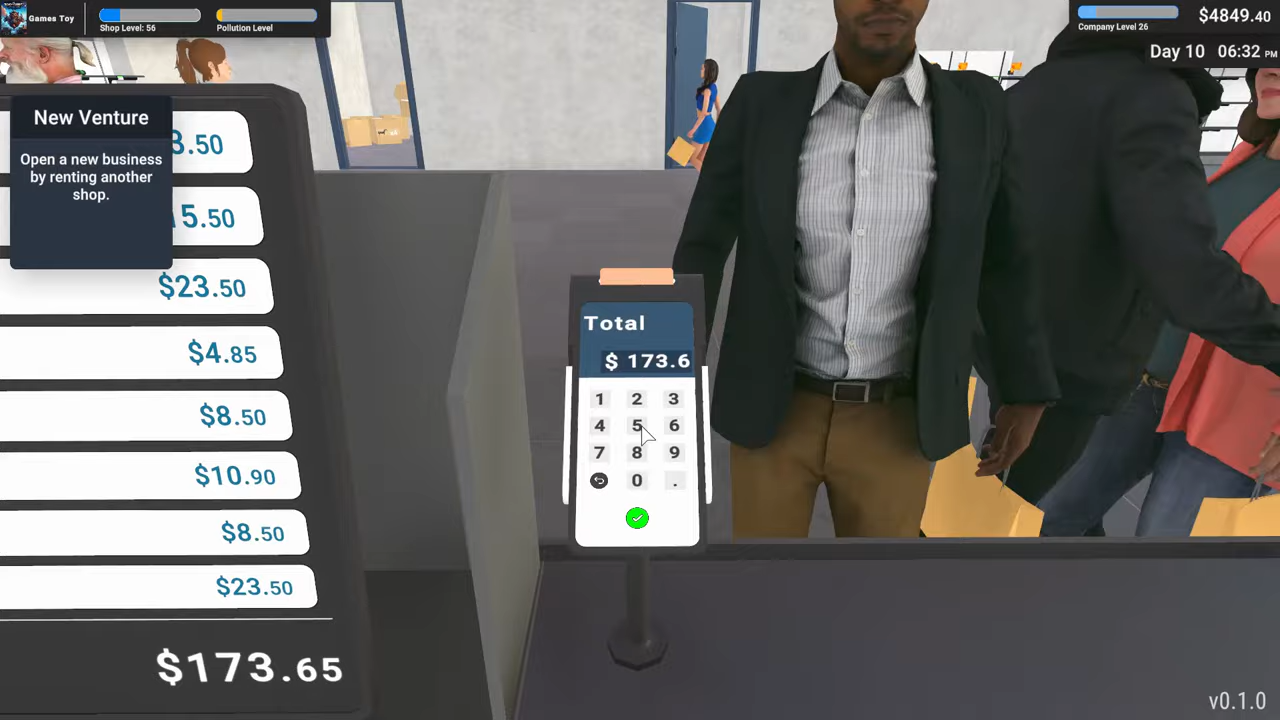 Games Toy
Shop Level: 56
Pollution Level
Company Level 26
$4849.40
Day 10 06:32 PM
New Venture
Open a new business
by renting another
shop.
3.50
5.50
$23.50
$4.85
$8.50
$10.90
$8.50
$23.50
$173.65
Total
$ 173.6
1 2 3
4 5 6
7 8 9
0 .
v0.1.0